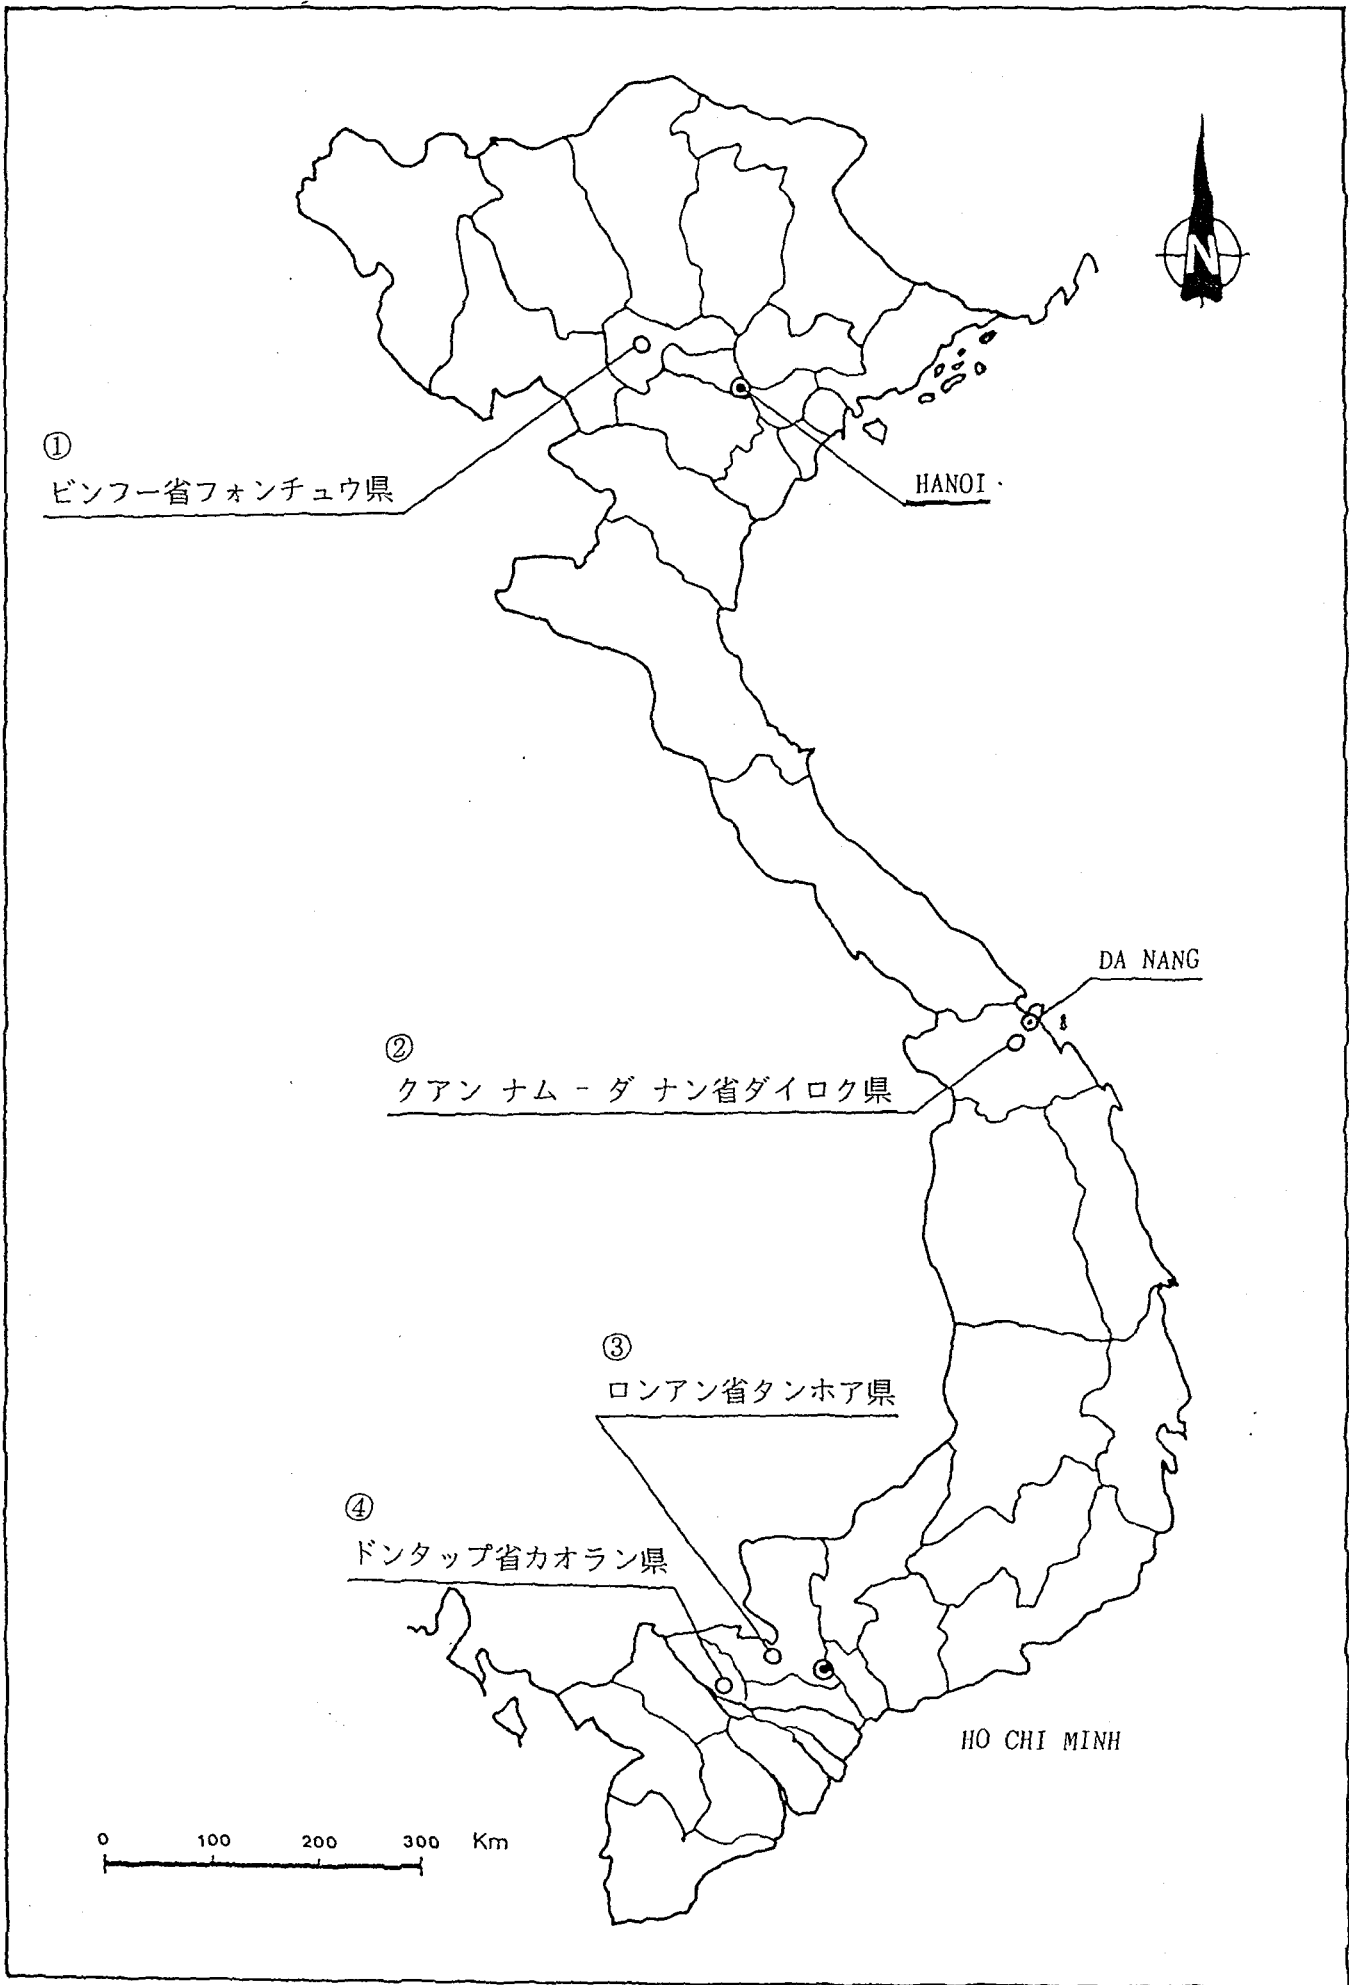 N
①
ビンフー省フォンチュウ県
HANOI
DA NANG
②
クアン ナム - ダ ナン省ダイロク県
③
ロンアン省タンホア県
④
ドンタップ省カオラン県
HO CHI MINH
0 100 200 300 Km